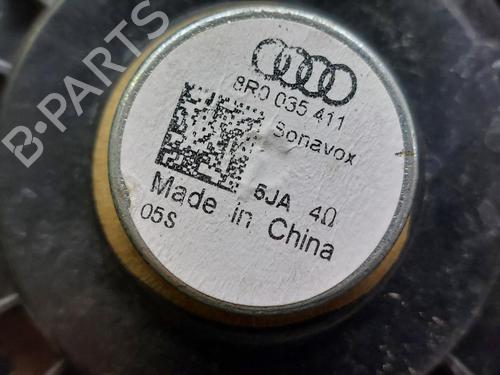 B-PARTS
8R0 035 411
Sonavox
5JA 4Ω
Made in China
05S